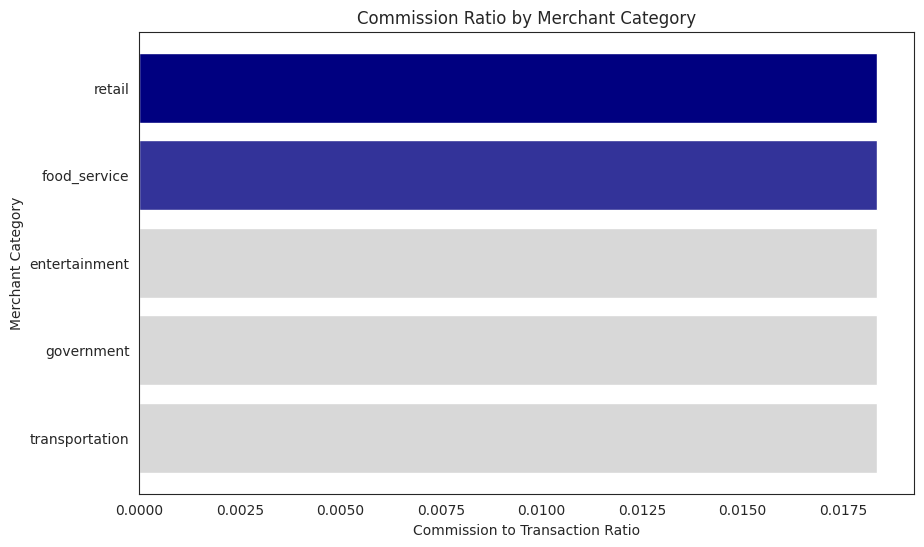 Commission Ratio by Merchant Category
retail
food_service
entertainment
government
transportation
Merchant Category
0.0000 0.0025 0.0050 0.0075 0.0100 0.0125 0.0150 0.0175
Commission to Transaction Ratio